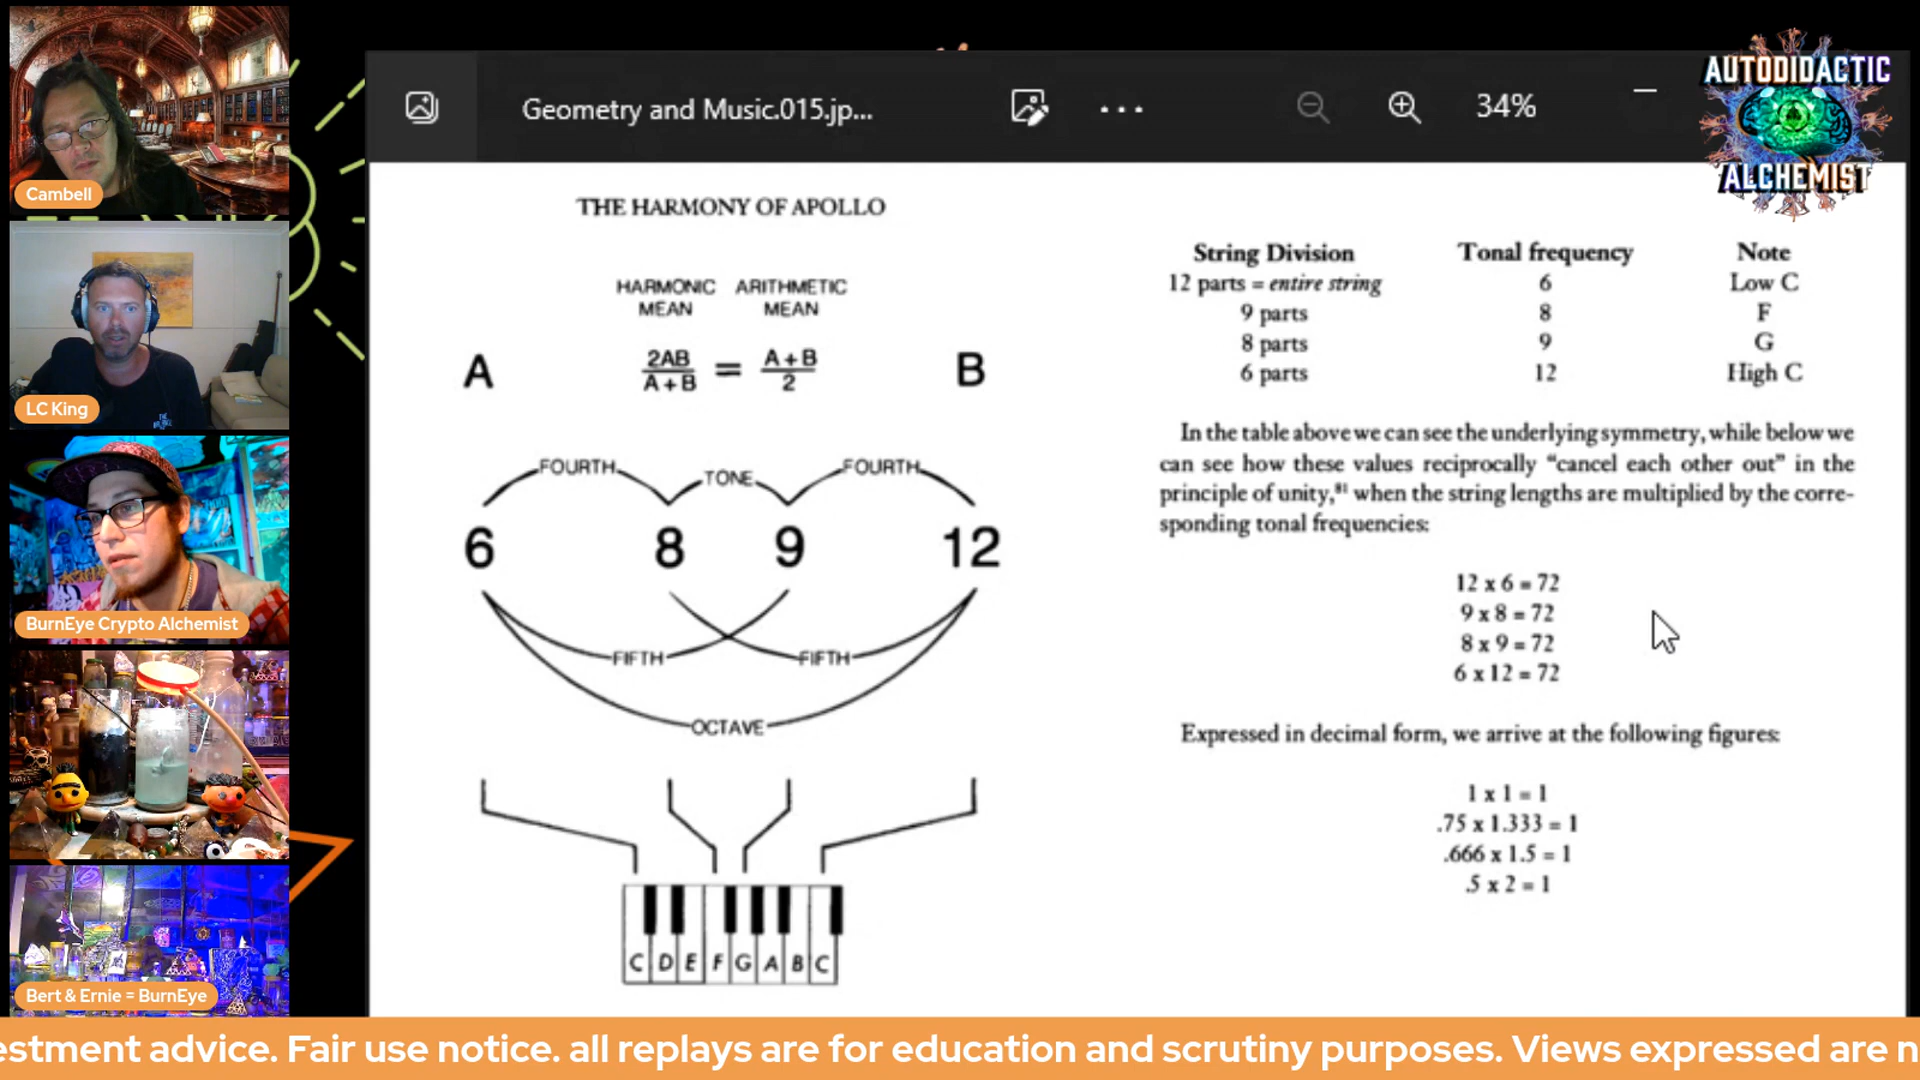 Cambell
LC King
BurnEye Crypto Alchemist
Bert & Ernie = BurnEye
Geometry and Music.015.jp...
34%
AUTODIDACTIC
ALCHEMIST
THE HARMONY OF APOLLO
HARMONIC ARITHMETIC
MEAN MEAN
A 2AB = A + B B
A + B 2
FOURTH TONE FOURTH
6 8 9 12
FIFTH FIFTH
OCTAVE
C D E F G A B C
String Division Tonal frequency Note
12 parts = entire string 6 Low C
9 parts 8 F
8 parts 9 G
6 parts 12 High C
In the table above we can see the underlying symmetry, while below we
can see how these values reciprocally “cancel each other out” in the
principle of unity,⁸¹ when the string lengths are multiplied by the corre-
sponding tonal frequencies:
12 x 6 = 72
9 x 8 = 72
8 x 9 = 72
6 x 12 = 72
Expressed in decimal form, we arrive at the following figures:
1 x 1 = 1
.75 x 1.333 = 1
.666 x 1.5 = 1
.5 x 2 = 1
estment advice. Fair use notice. all replays are for education and scrutiny purposes. Views expressed are n